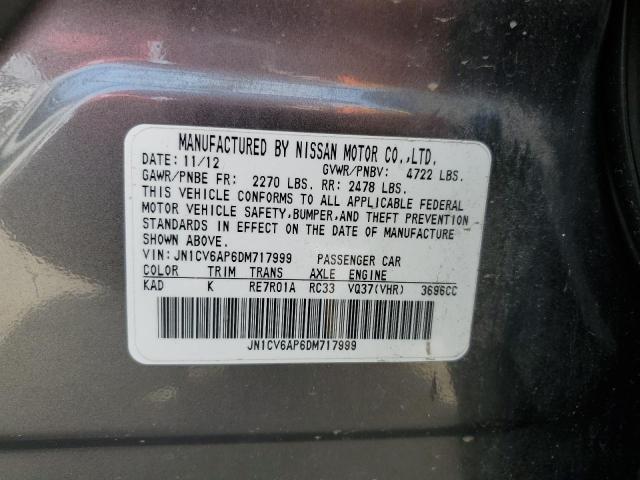 MANUFACTURED BY NISSAN MOTOR CO.,LTD.
DATE: 11/12 GVWR/PNBV: 4722 LBS.
GAWR/PNBE FR: 2270 LBS. RR: 2478 LBS.
THIS VEHICLE CONFORMS TO ALL APPLICABLE FEDERAL
MOTOR VEHICLE SAFETY,BUMPER,AND THEFT PREVENTION
STANDARDS IN EFFECT ON THE DATE OF MANUFACTURE
SHOWN ABOVE.
VIN: JN1CV6AP6DM717999 PASSENGER CAR
COLOR TRIM TRANS AXLE ENGINE
KAD K RE7R01A RC33 VQ37(VHR) 3696CC
JN1CV6AP6DM717999